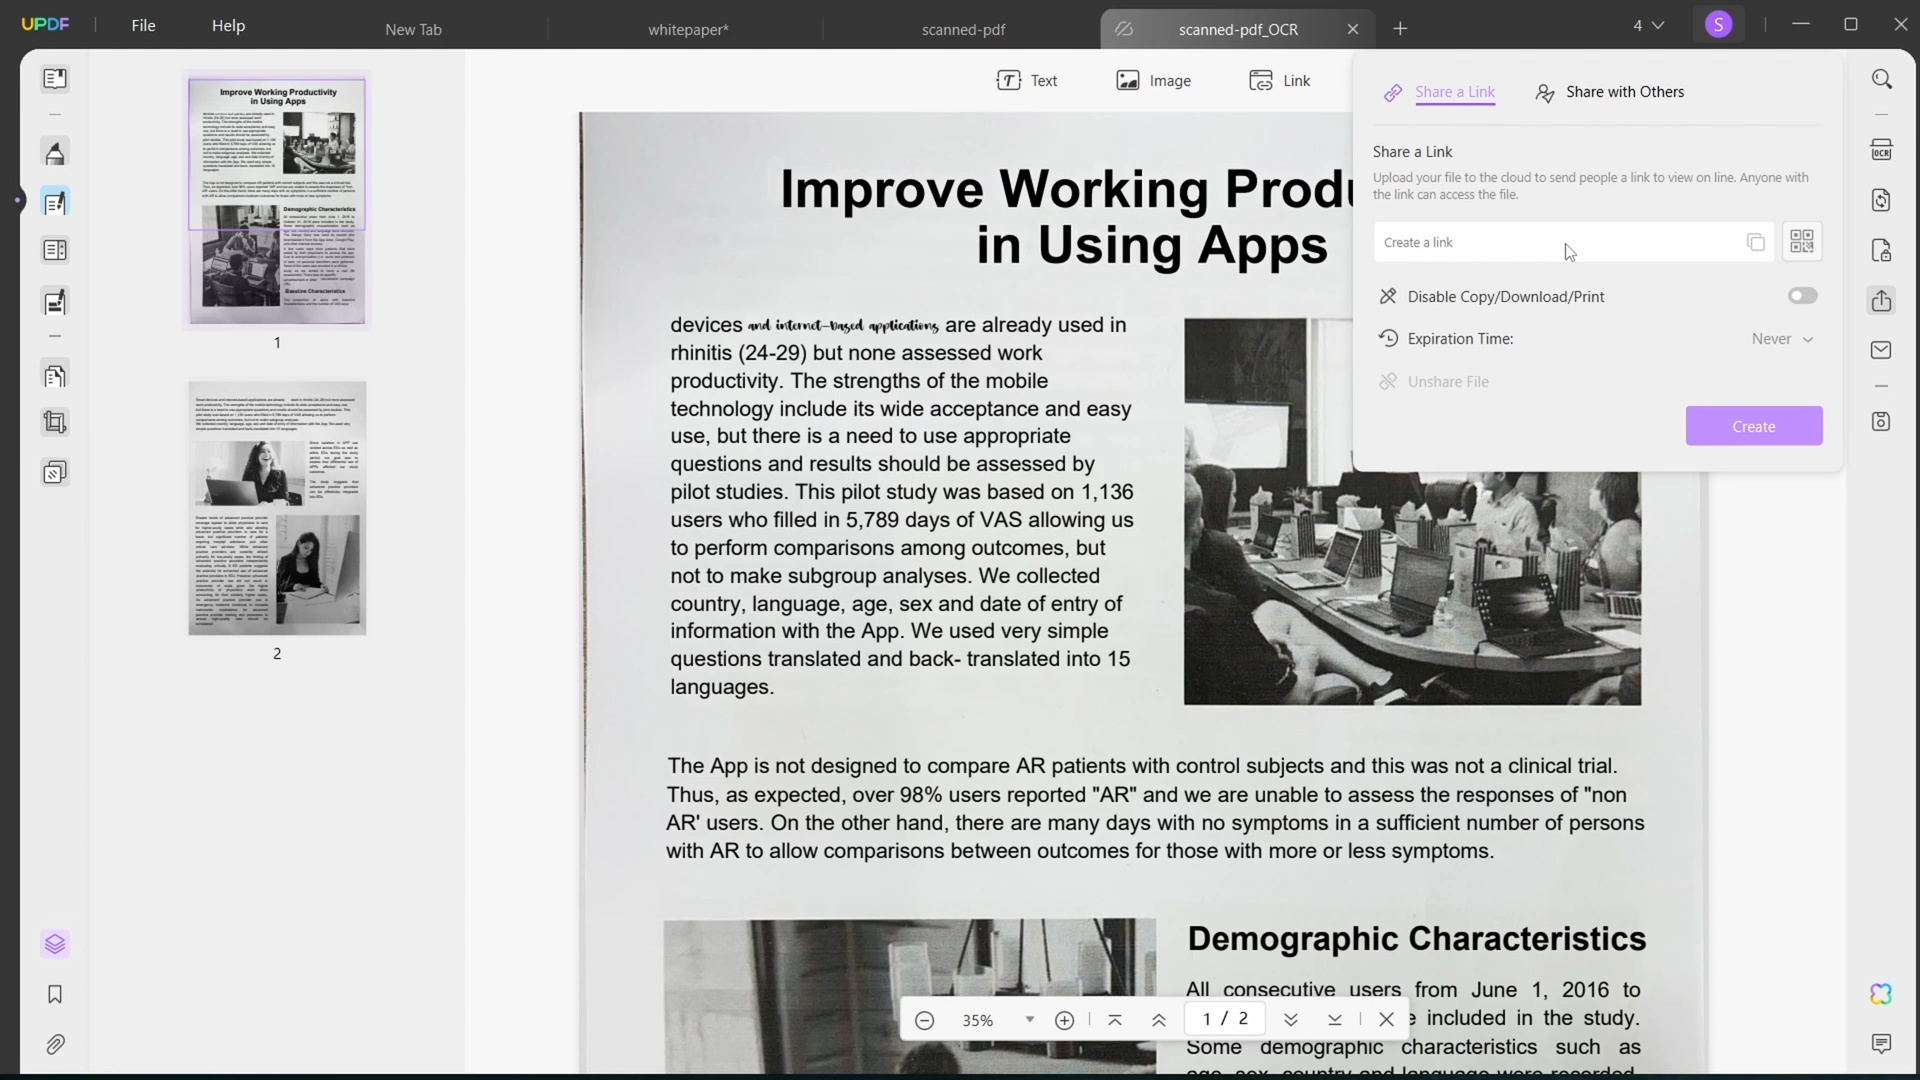 UPDF
File
Help
New Tab
whitepaper*
scanned-pdf
scanned-pdf_OCR
4
S
Text
Image
Link
Share a Link
Share with Others
Share a Link
Upload your file to the cloud to send people a link to view on line. Anyone with
the link can access the file.
Create a link
Disable Copy/Download/Print
Expiration Time:
Never
Unshare File
Create
OCR
Improve Working Productivity
in Using Apps
Demographic Characteristics
Baseline Characteristics
1
2
Improve Working Produ
in Using Apps
devices and internet-based applications are already used in
rhinitis (24-29) but none assessed work
productivity. The strengths of the mobile
technology include its wide acceptance and easy
use, but there is a need to use appropriate
questions and results should be assessed by
pilot studies. This pilot study was based on 1,136
users who filled in 5,789 days of VAS allowing us
to perform comparisons among outcomes, but
not to make subgroup analyses. We collected
country, language, age, sex and date of entry of
information with the App. We used very simple
questions translated and back- translated into 15
languages.
The App is not designed to compare AR patients with control subjects and this was not a clinical trial.
Thus, as expected, over 98% users reported "AR" and we are unable to assess the responses of "non
AR' users. On the other hand, there are many days with no symptoms in a sufficient number of persons
with AR to allow comparisons between outcomes for those with more or less symptoms.
Demographic Characteristics
All consecutive users from June 1, 2016 to
e included in the study.
Some demographic characteristics such as
age, sex, country and language were recorded.
35%
1 / 2